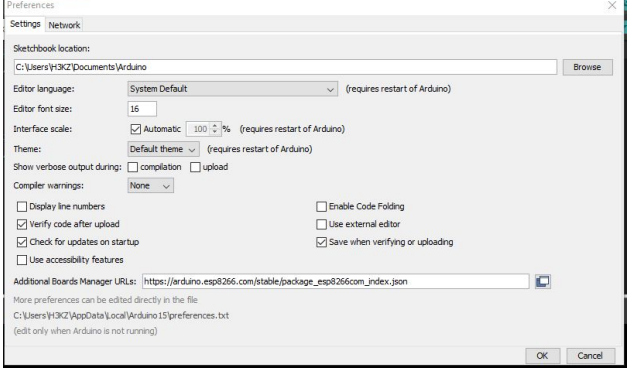 Preferences
Settings Network
Sketchbook location:
C:\Users\H3KZ\Documents\Arduino Browse
Editor language: System Default (requires restart of Arduino)
Editor font size: 16
Interface scale: Automatic 100 % (requires restart of Arduino)
Theme: Default theme (requires restart of Arduino)
Show verbose output during: compilation upload
Compiler warnings: None
Display line numbers Enable Code Folding
Verify code after upload Use external editor
Check for updates on startup Save when verifying or uploading
Use accessibility features
Additional Boards Manager URLs: https://arduino.esp8266.com/stable/package_esp8266com_index.json
More preferences can be edited directly in the file
C:\Users\H3KZ\AppData\Local\Arduino15\preferences.txt
(edit only when Arduino is not running)
OK Cancel